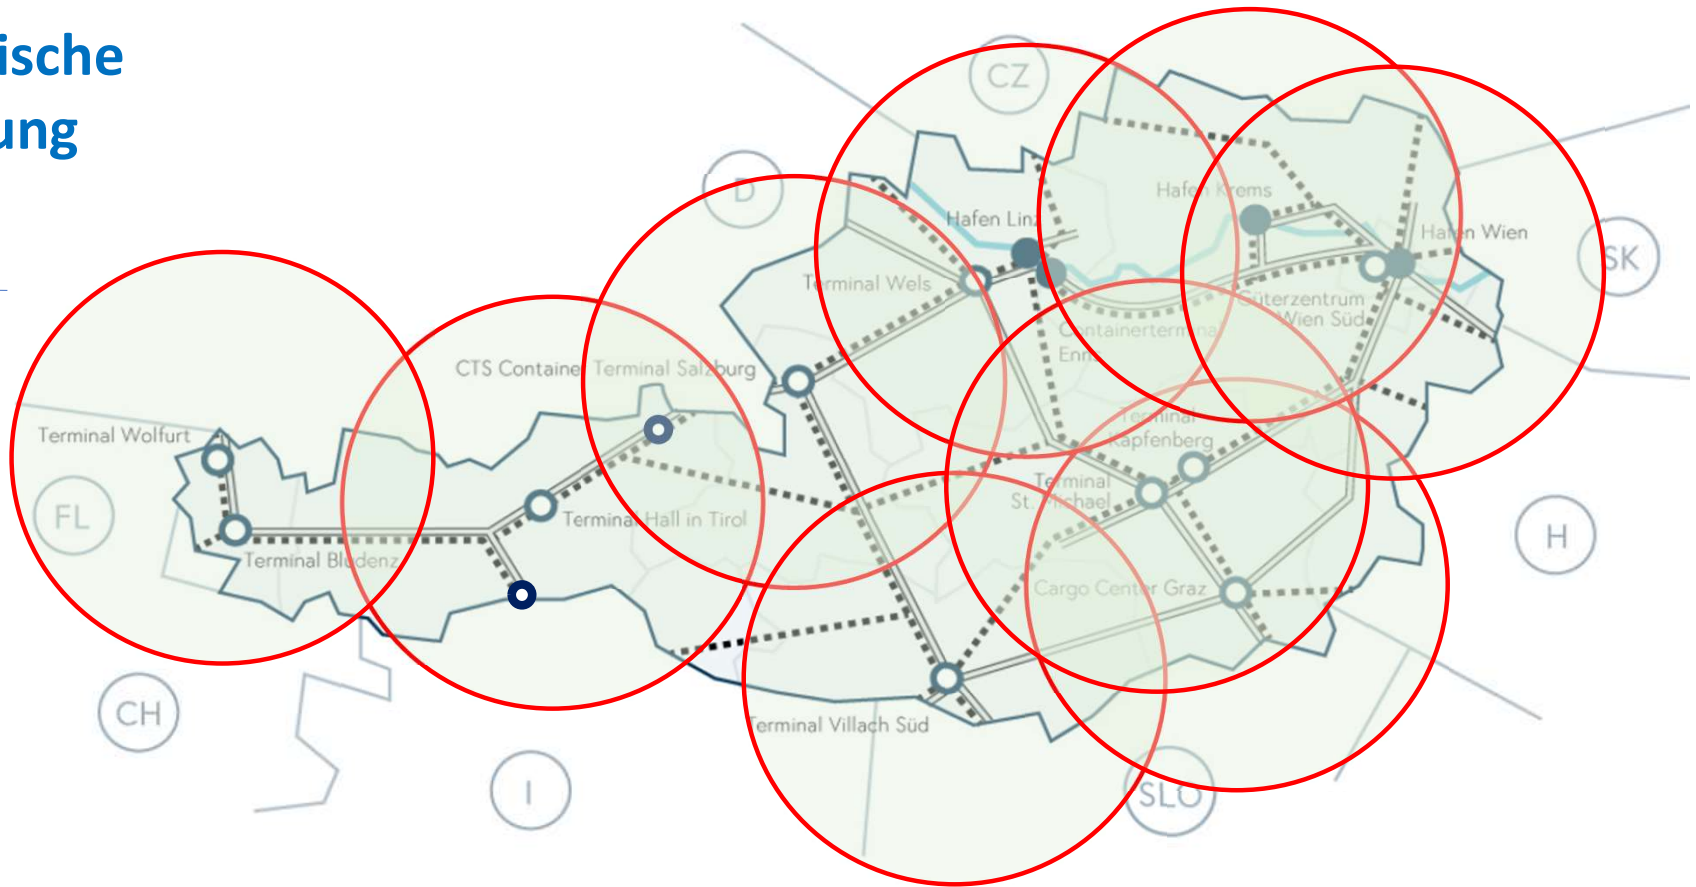 ische
ung
CZ
D
Hafen Krems
Hafen Linz
Hafen Wien
SK
Terminal Wels
Güterzentrum
Wien Süd
Containerterminal
Enns
CTS Container Terminal Salzburg
Terminal
Kapfenberg
Terminal Wolfurt
Terminal
St. Michael
FL
Terminal Hall in Tirol
H
Terminal Bludenz
Cargo Center Graz
CH
Terminal Villach Süd
I
SLO